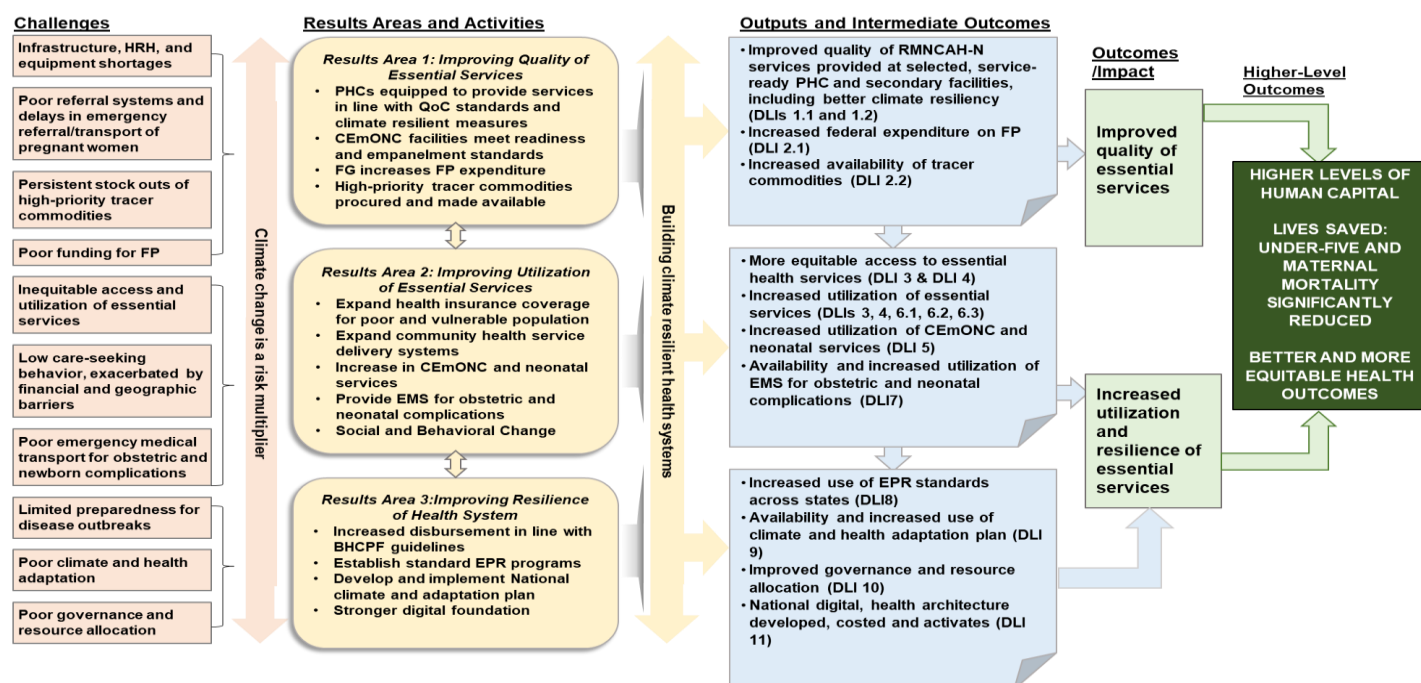 Challenges
Infrastructure, HRH, and
equipment shortages
Poor referral systems and
delays in emergency
referral/transport of
pregnant women
Persistent stock outs of
high-priority tracer
commodities
Poor funding for FP
Inequitable access and
utilization of essential
services
Low care-seeking
behavior, exacerbated by
financial and geographic
barriers
Poor emergency medical
transport for obstetric and
newborn complications
Limited preparedness for
disease outbreaks
Poor climate and health
adaptation
Poor governance and
resource allocation
Climate change is a risk multiplier
Results Areas and Activities
Results Area 1: Improving Quality of
Essential Services
• PHCs equipped to provide services
in line with QoC standards and
climate resilient measures
• CEmONC facilities meet readiness
and empanelment standards
• FG increases FP expenditure
• High-priority tracer commodities
procured and made available
Results Area 2: Improving Utilization
of Essential Services
• Expand health insurance coverage
for poor and vulnerable population
• Expand community health service
delivery systems
• Increase in CEmONC and neonatal
services
• Provide EMS for obstetric and
neonatal complications
• Social and Behavioral Change
Results Area 3:Improving Resilience
of Health System
• Increased disbursement in line with
BHCPF guidelines
• Establish standard EPR programs
• Develop and implement National
climate and adaptation plan
• Stronger digital foundation
Building climate resilient health systems
Outputs and Intermediate Outcomes
• Improved quality of RMNCAH-N
services provided at selected, service-
ready PHC and secondary facilities,
including better climate resiliency
(DLIs 1.1 and 1.2)
• Increased federal expenditure on FP
(DLI 2.1)
• Increased availability of tracer
commodities (DLI 2.2)
• More equitable access to essential
health services (DLI 3 & DLI 4)
• Increased utilization of essential
services (DLIs 3, 4, 6.1, 6.2, 6.3)
• Increased utilization of CEmONC and
neonatal services (DLI 5)
• Availability and increased utilization of
EMS for obstetric and neonatal
complications (DLI7)
• Increased use of EPR standards
across states (DLI8)
• Availability and increased use of
climate and health adaptation plan (DLI
9)
• Improved governance and resource
allocation (DLI 10)
• National digital, health architecture
developed, costed and activates (DLI
11)
Outcomes
/Impact
Improved
quality of
essential
services
Increased
utilization
and
resilience of
essential
services
Higher-Level
Outcomes
HIGHER LEVELS OF
HUMAN CAPITAL
LIVES SAVED:
UNDER-FIVE AND
MATERNAL
MORTALITY
SIGNIFICANTLY
REDUCED
BETTER AND MORE
EQUITABLE HEALTH
OUTCOMES